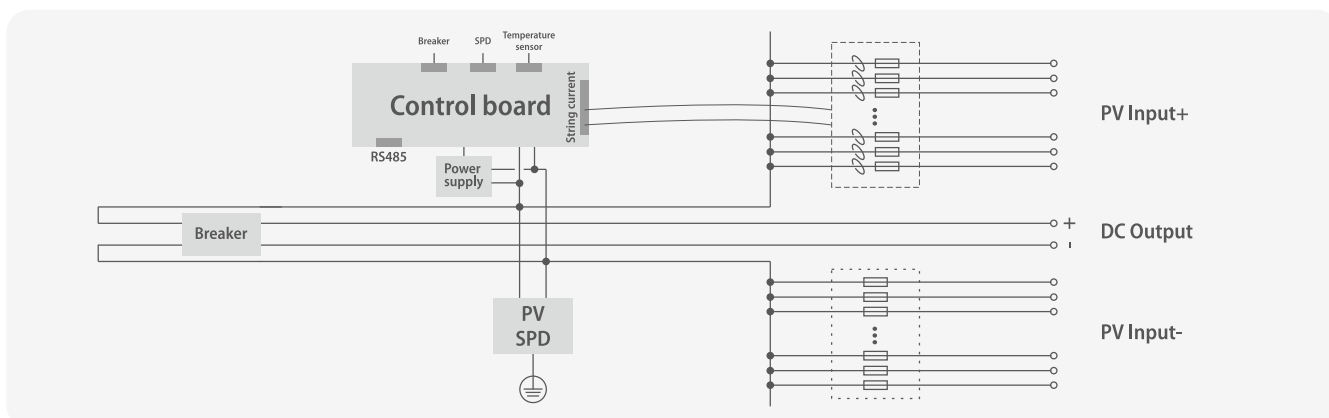 Breaker
SPD
Temperature
sensor
Control board
String current
RS485
Power
supply
PV Input+
Breaker
+
DC Output
-
PV
SPD
PV Input-